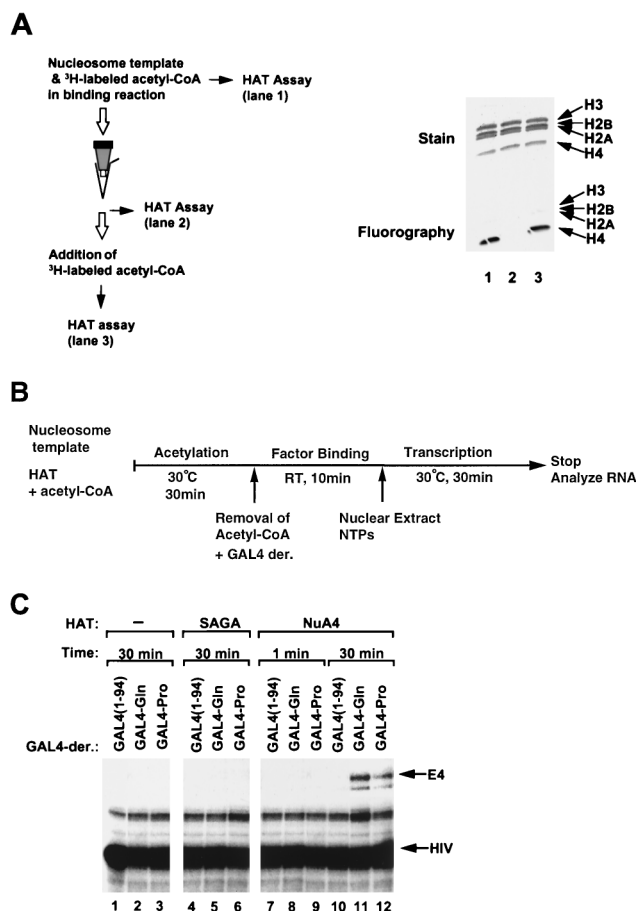 A
Nucleosome template
& ³H-labeled acetyl-CoA
in binding reaction
HAT Assay
(lane 1)
HAT Assay
(lane 2)
Addition of
³H-labeled acetyl-CoA
HAT assay
(lane 3)
Stain
H3
H2B
H2A
H4
Fluorography
H3
H2B
H2A
H4
1 2 3
B
Nucleosome
template
HAT
+ acetyl-CoA
Acetylation
30°C
30min
Factor Binding
RT, 10min
Transcription
30°C, 30min
Stop
Analyze RNA
Removal of
Acetyl-CoA
+ GAL4 der.
Nuclear Extract
NTPs
C
HAT: – SAGA NuA4
Time: 30 min 30 min 1 min 30 min
GAL4-der.: GAL4(1-94) GAL4-Gln GAL4-Pro GAL4(1-94) GAL4-Gln GAL4-Pro GAL4(1-94) GAL4-Gln GAL4-Pro GAL4(1-94) GAL4-Gln GAL4-Pro
E4
HIV
1 2 3 4 5 6 7 8 9 10 11 12